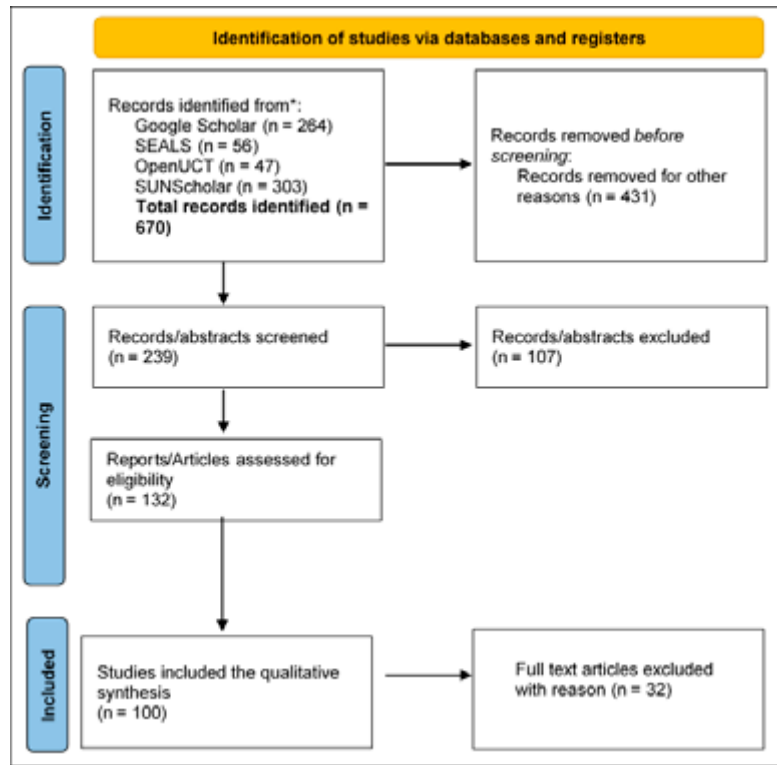 Identification of studies via databases and registers
Identification
Records identified from*:
Google Scholar (n = 264)
SEALS (n = 56)
OpenUCT (n = 47)
SUNScholar (n = 303)
Total records identified (n =
670)
Records removed before
screening:
Records removed for other
reasons (n = 431)
Screening
Records/abstracts screened
(n = 239)
Records/abstracts excluded
(n = 107)
Reports/Articles assessed for
eligibility
(n = 132)
Included
Studies included the qualitative
synthesis
(n = 100)
Full text articles excluded
with reason (n = 32)